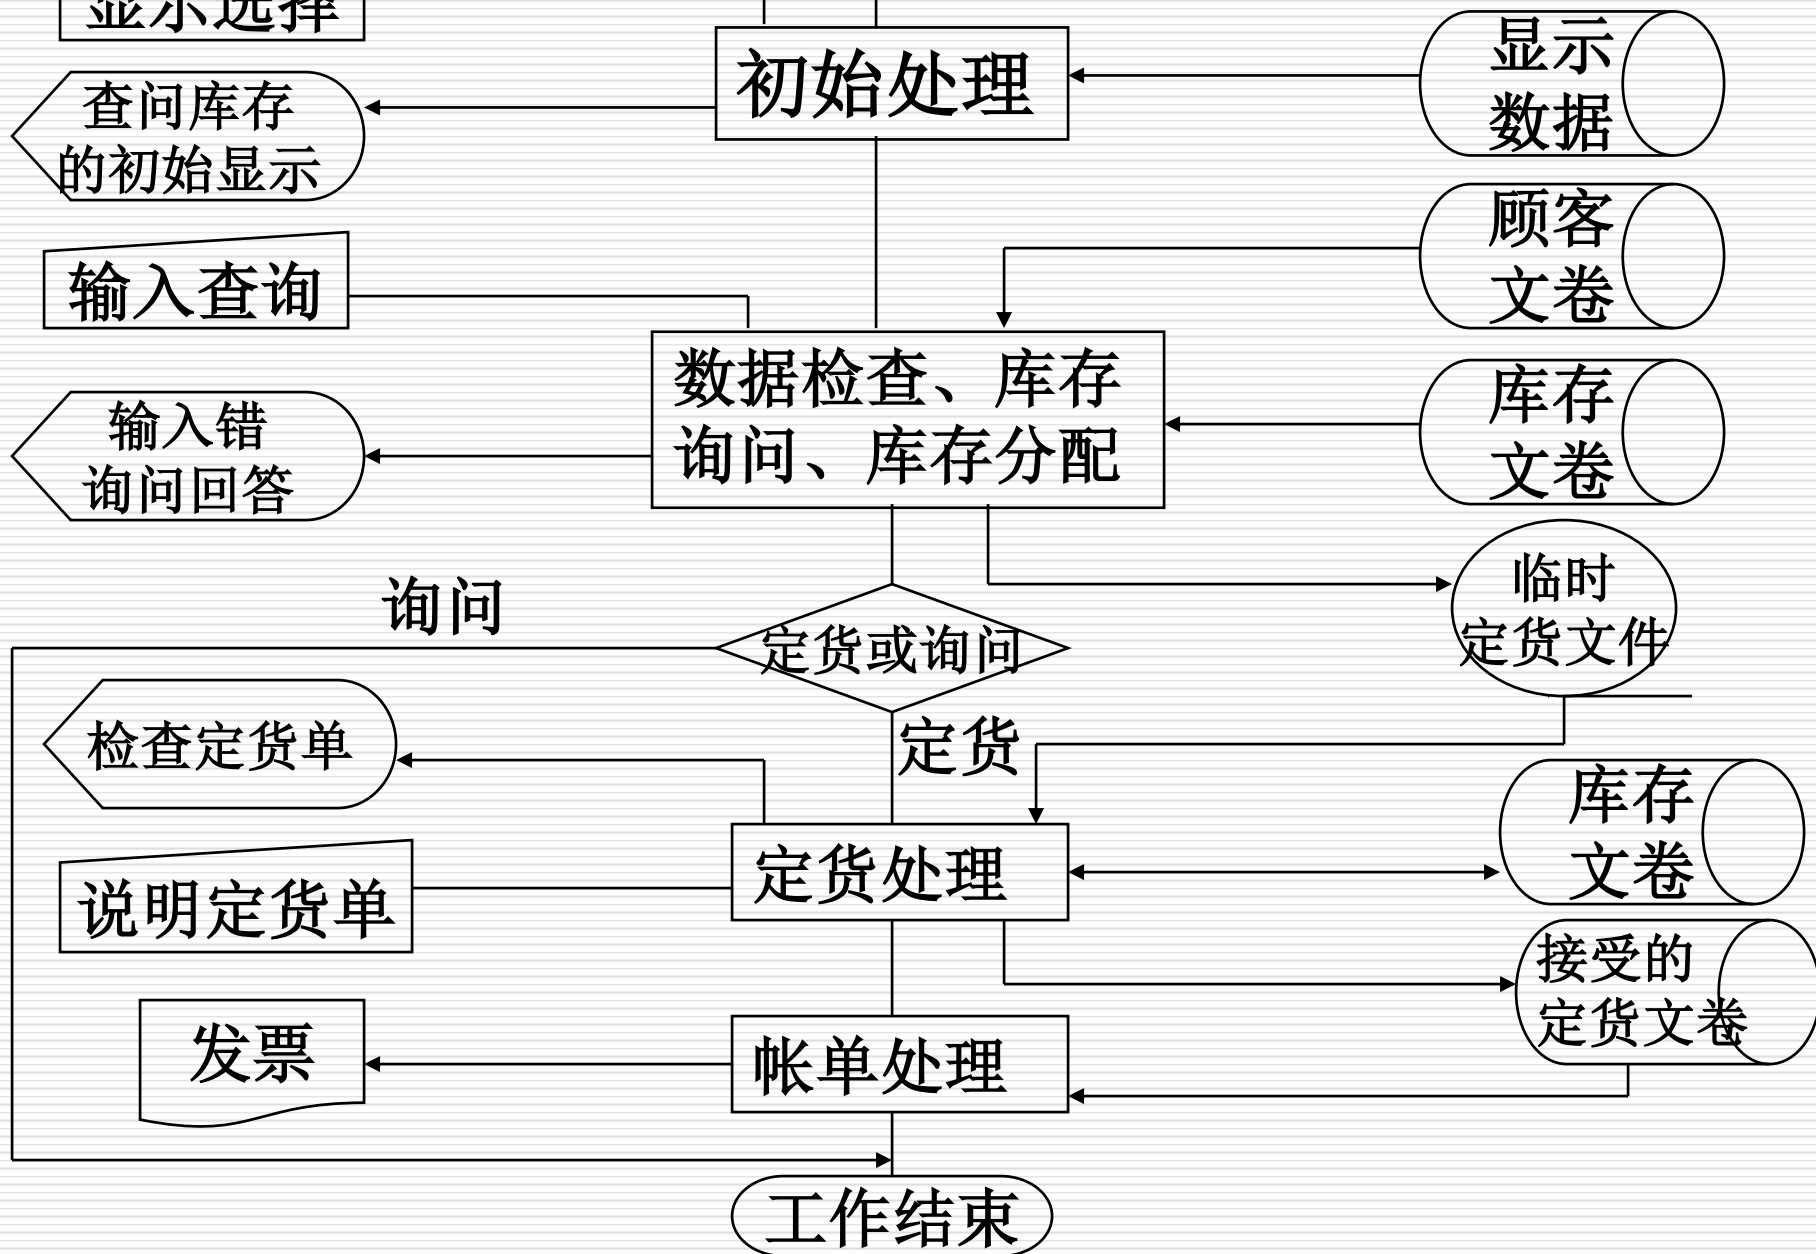 显示选择
初始处理
显示
数据
查问库存
的初始显示
顾客
文卷
输入查询
数据检查、库存
询问、库存分配
库存
文卷
输入错
询问回答
临时
定货文件
询问
定货或询问
检查定货单
定货
库存
文卷
定货处理
说明定货单
接受的
定货文卷
发票
帐单处理
工作结束